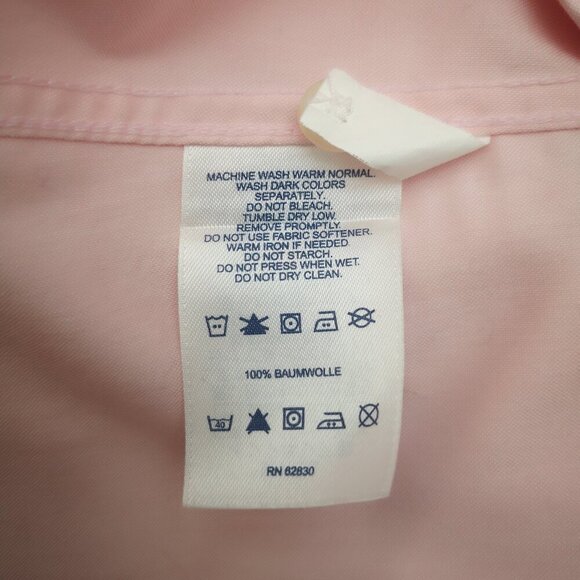 MACHINE WASH WARM NORMAL.
WASH DARK COLORS
SEPARATELY.
DO NOT BLEACH.
TUMBLE DRY LOW.
REMOVE PROMPTLY.
DO NOT USE FABRIC SOFTENER.
WARM IRON IF NEEDED.
DO NOT STARCH.
DO NOT PRESS WHEN WET.
DO NOT DRY CLEAN.
100% BAUMWOLLE
40
RN 62830